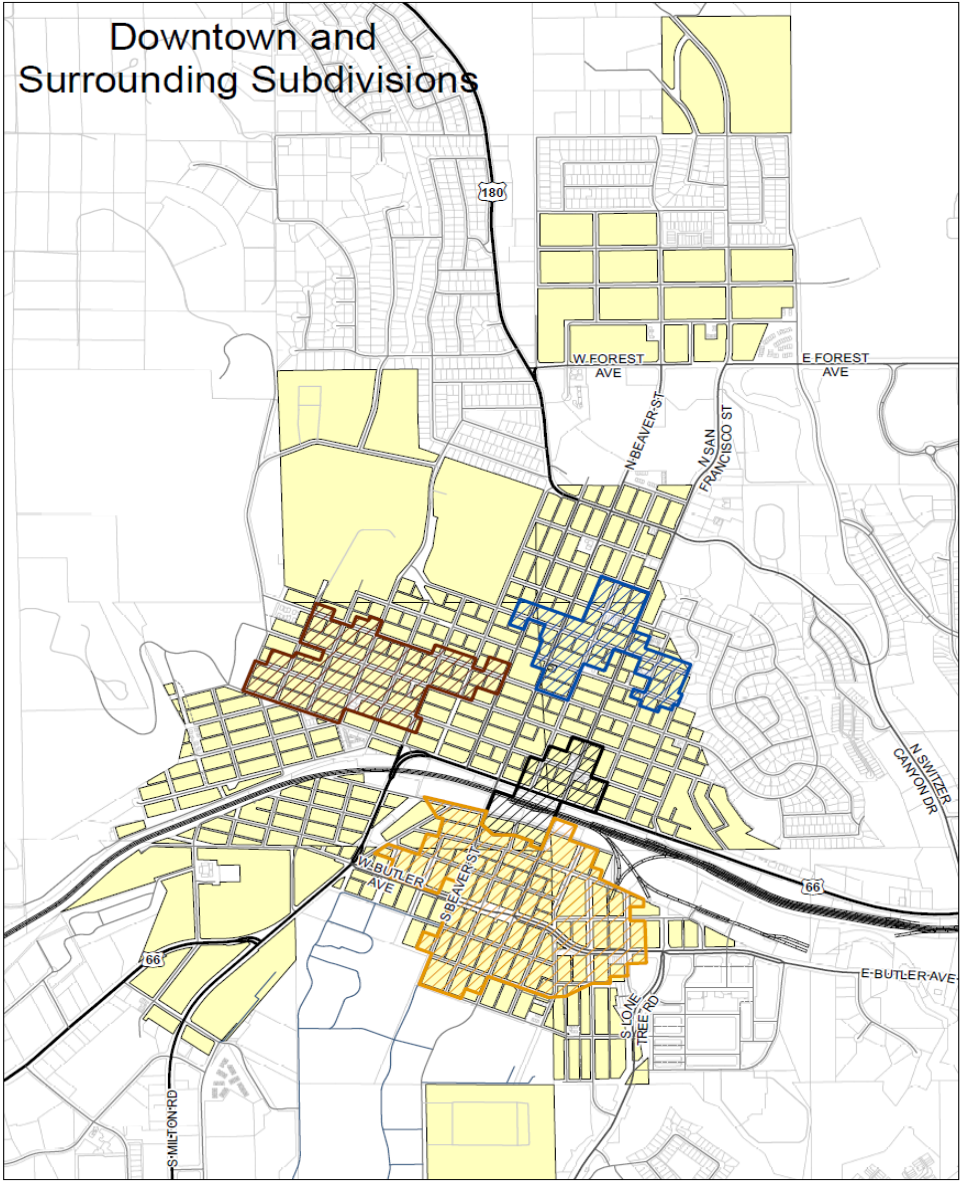 Downtown and
Surrounding Subdivisions
180
W FOREST
AVE
E FOREST
AVE
N BEAVER ST
N SAN
FRANCISCO ST
N SWITZER
CANYON DR
W BUTLER
AVE
S BEAVER ST
66
66
E BUTLER AVE
S LONE
TREE RD
S MILTON RD